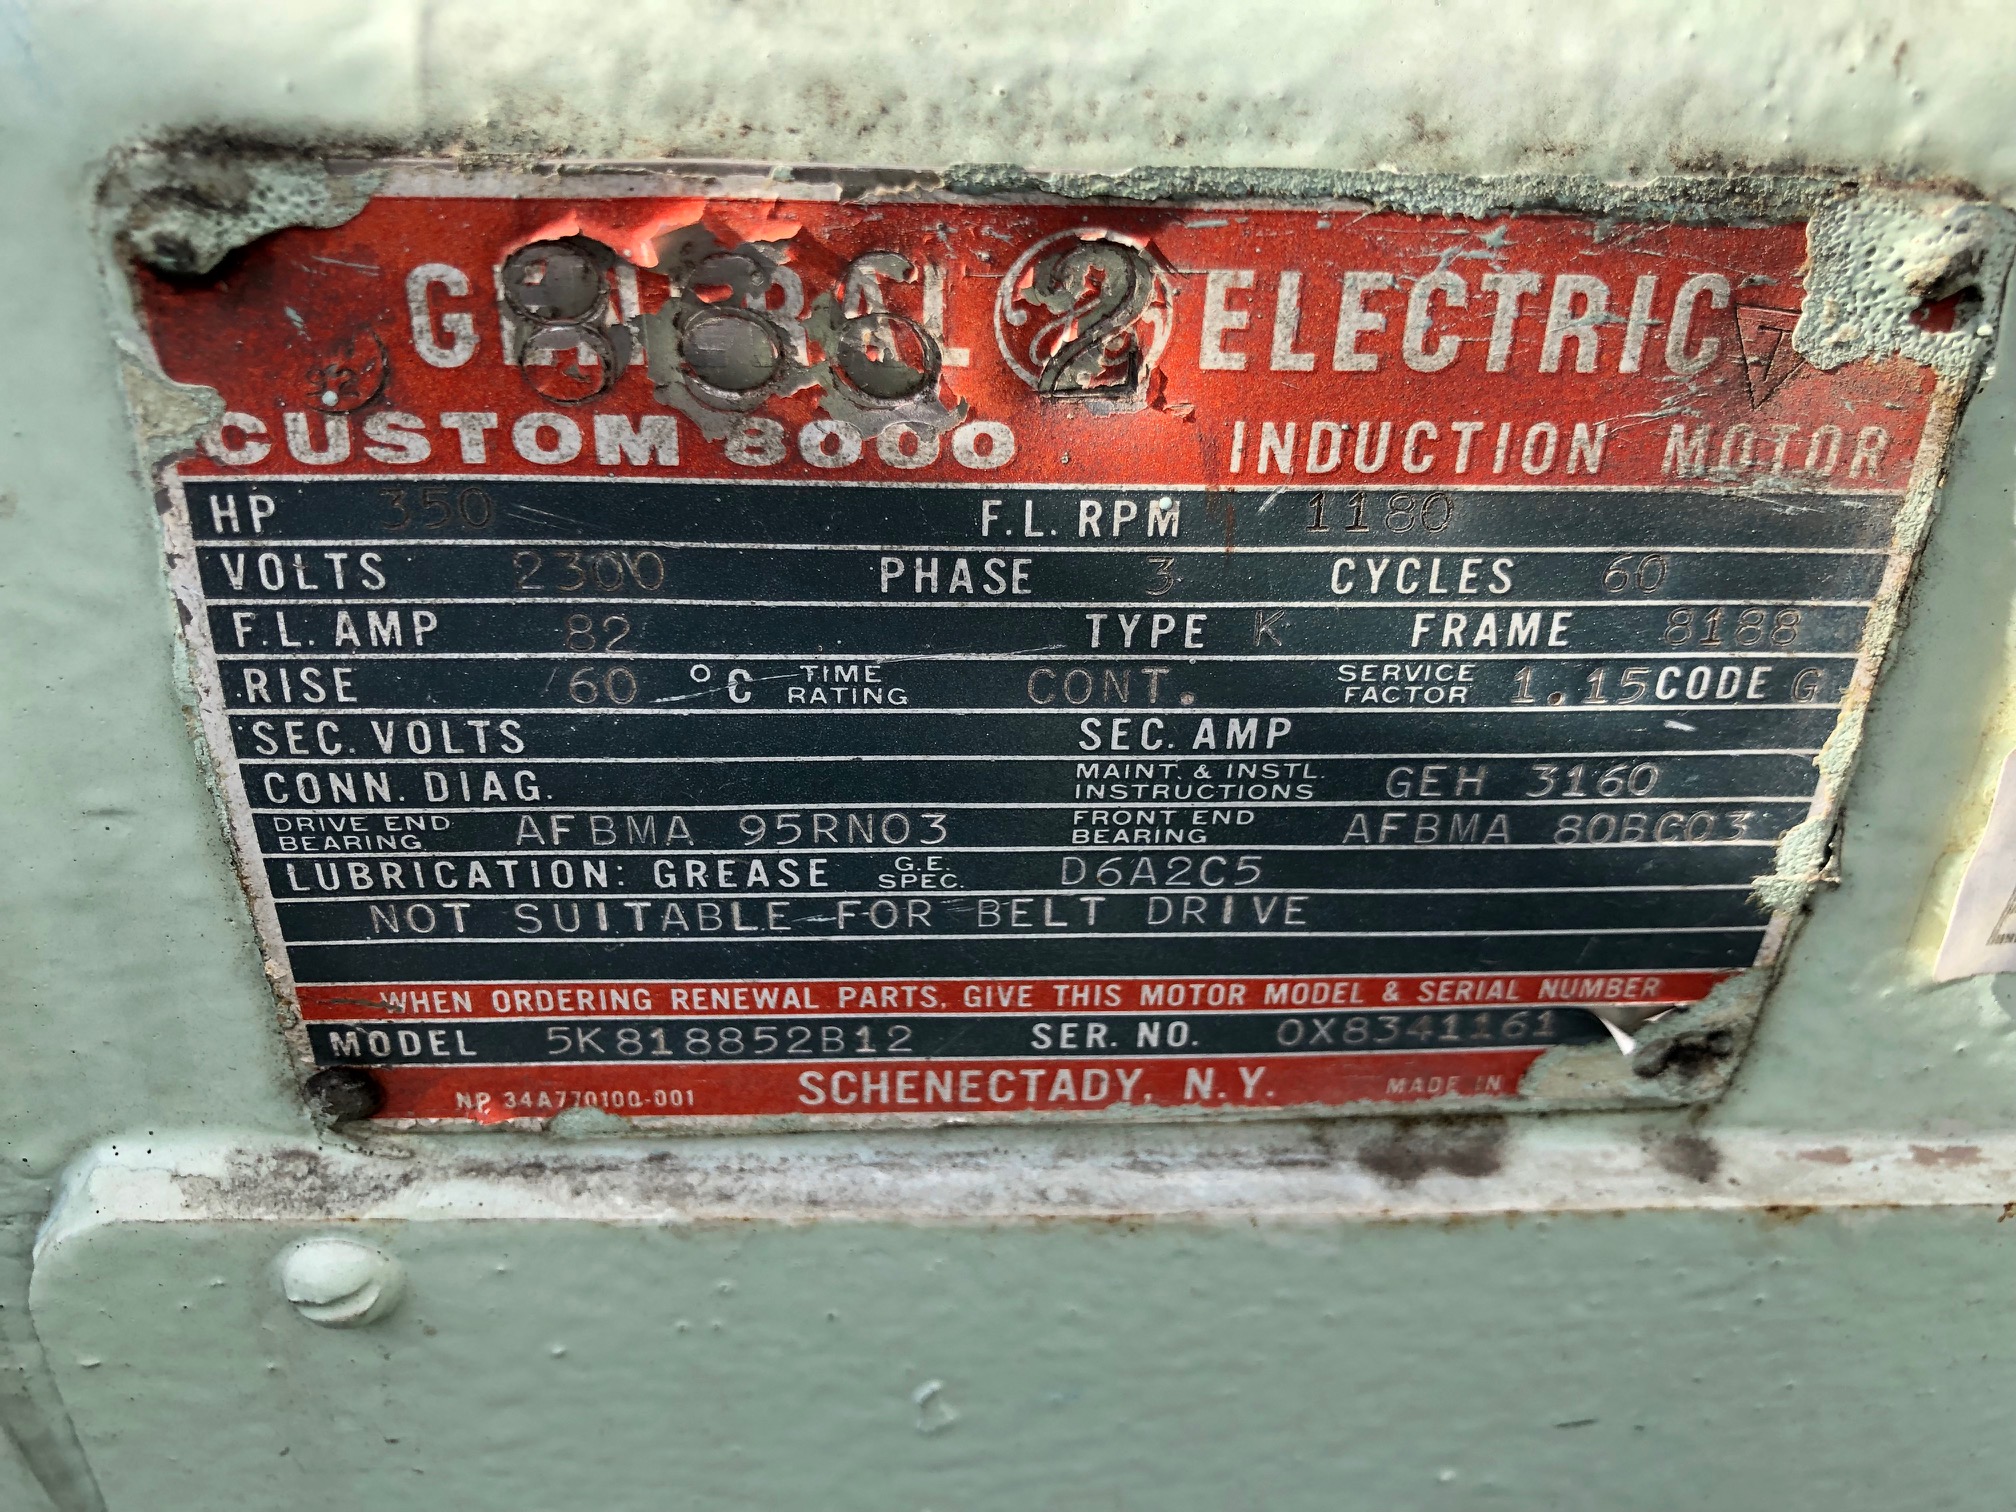 GENERAL ELECTRIC
8862
CUSTOM 8000 INDUCTION MOTOR
HP 350 F.L. RPM 1180
VOLTS 2300 PHASE 3 CYCLES 60
F.L. AMP 82 TYPE K FRAME 8188
RISE 60 °C TIME RATING CONT. SERVICE FACTOR 1.15 CODE G
SEC. VOLTS SEC. AMP
CONN. DIAG. MAINT. & INSTL. INSTRUCTIONS GEH 3160
DRIVE END BEARING AFBMA 95RN03 FRONT END BEARING AFBMA 80BC03
LUBRICATION: GREASE G.E. SPEC. D6A2C5
NOT SUITABLE FOR BELT DRIVE
WHEN ORDERING RENEWAL PARTS, GIVE THIS MOTOR MODEL & SERIAL NUMBER
MODEL 5K818852B12 SER. NO. OX8341161
NP 34A770100-001 SCHENECTADY, N.Y. MADE IN